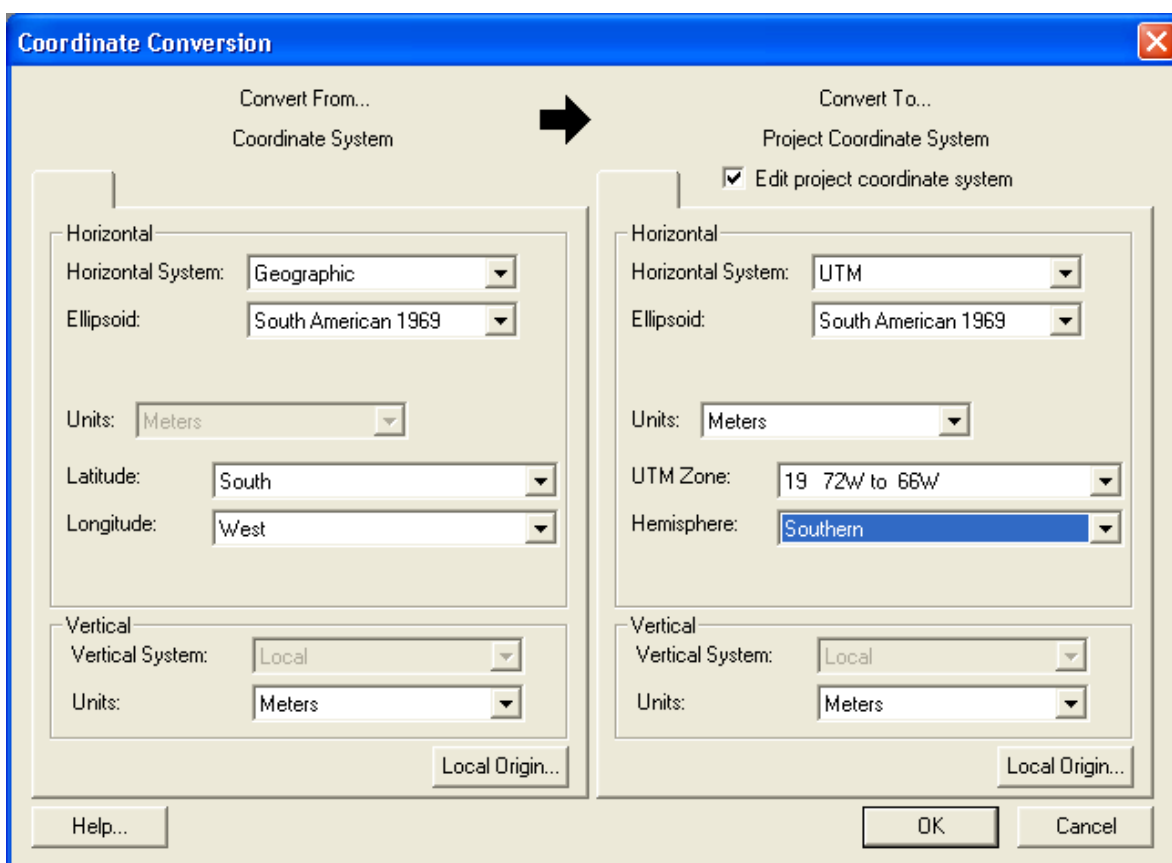 Coordinate Conversion
Convert From...
Coordinate System
Convert To...
Project Coordinate System
Edit project coordinate system
Horizontal
Horizontal System: Geographic
Ellipsoid: South American 1969
Units: Meters
Latitude: South
Longitude: West
Vertical
Vertical System: Local
Units: Meters
Local Origin...
Horizontal
Horizontal System: UTM
Ellipsoid: South American 1969
Units: Meters
UTM Zone: 19 72W to 66W
Hemisphere: Southern
Vertical
Vertical System: Local
Units: Meters
Local Origin...
Help...
OK
Cancel